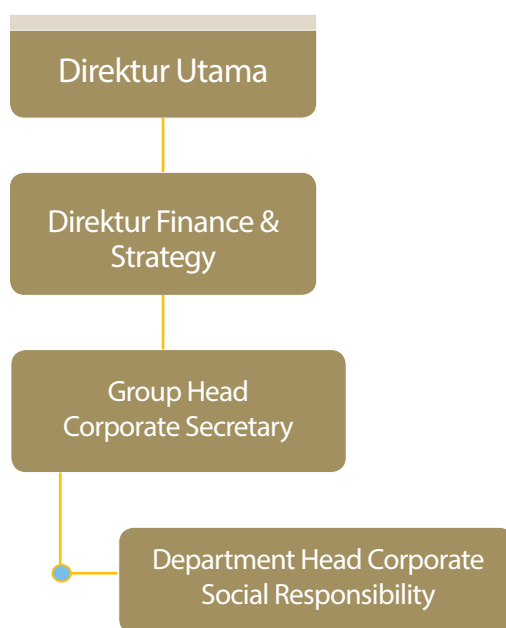 Direktur Utama
Direktur Finance &
Strategy
Group Head
Corporate Secretary
Department Head Corporate
Social Responsibility